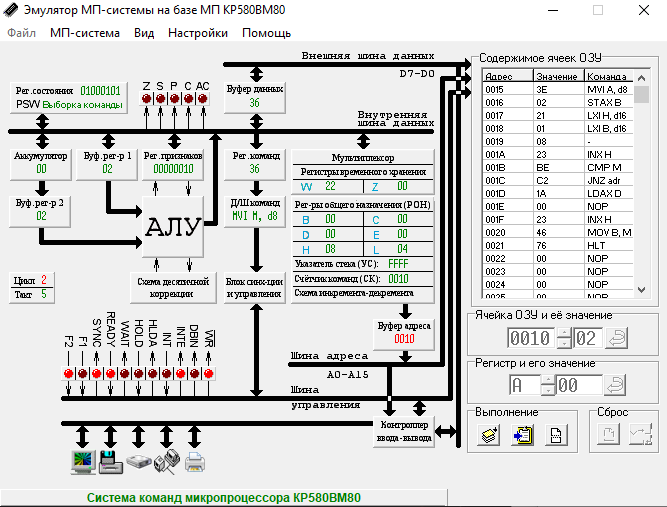 Эмулятор МП-системы на базе МП КР580ВМ80
Файл МП-система Вид Настройки Помощь
Внешняя шина данных
D7-D0
Рег.состояния 01000101
PSW Выборка команды
Z S P C AC
Буфер данных
36
Внутренняя
шина данных
Аккумулятор
00
Буф.рег-р 1
02
Рег.признаков
00000010
Рег.команд
36
Мультиплексор
Регистры временного хранения
W 22 Z 00
Буф.рег-р 2
02
АЛУ
Д/Ш команд
MVI M, d8
Рег-ры общего назначения (РОН)
B 00 C 00
D 00 E 00
H 08 L 04
Указатель стека (УС): FFFF
Счётчик команд (СК): 0010
Схема инкремента-декремента
Цикл 2
Такт 5
Схема десятичной
коррекции
Блок синх-ции
и управления
Буфер адреса
0010
F2 F1 SYNC READY WAIT HOLD HLDA INT INTE DBIN WR
Шина адреса
A0-A15
Шина
управления
Контроллер
ввода-вывода
Система команд микропроцессора КР580ВМ80
Содержимое ячеек ОЗУ
Адрес Значение Команда
0015 3E MVI A, d8
0016 02 STAX B
0017 21 LXI H, d16
0018 01 LXI B, d16
0019 08 -
001A 23 INX H
001B BE CMP M
001C C2 JNZ adr
001D 1A LDAX D
001E 00 NOP
001F 23 INX H
0020 46 MOV B, M
0021 76 HLT
0022 00 NOP
0023 00 NOP
0024 00 NOP
0025 00 NOP
Ячейка ОЗУ и её значение
0010 02
Регистр и его значение
A 00
Выполнение
Сброс